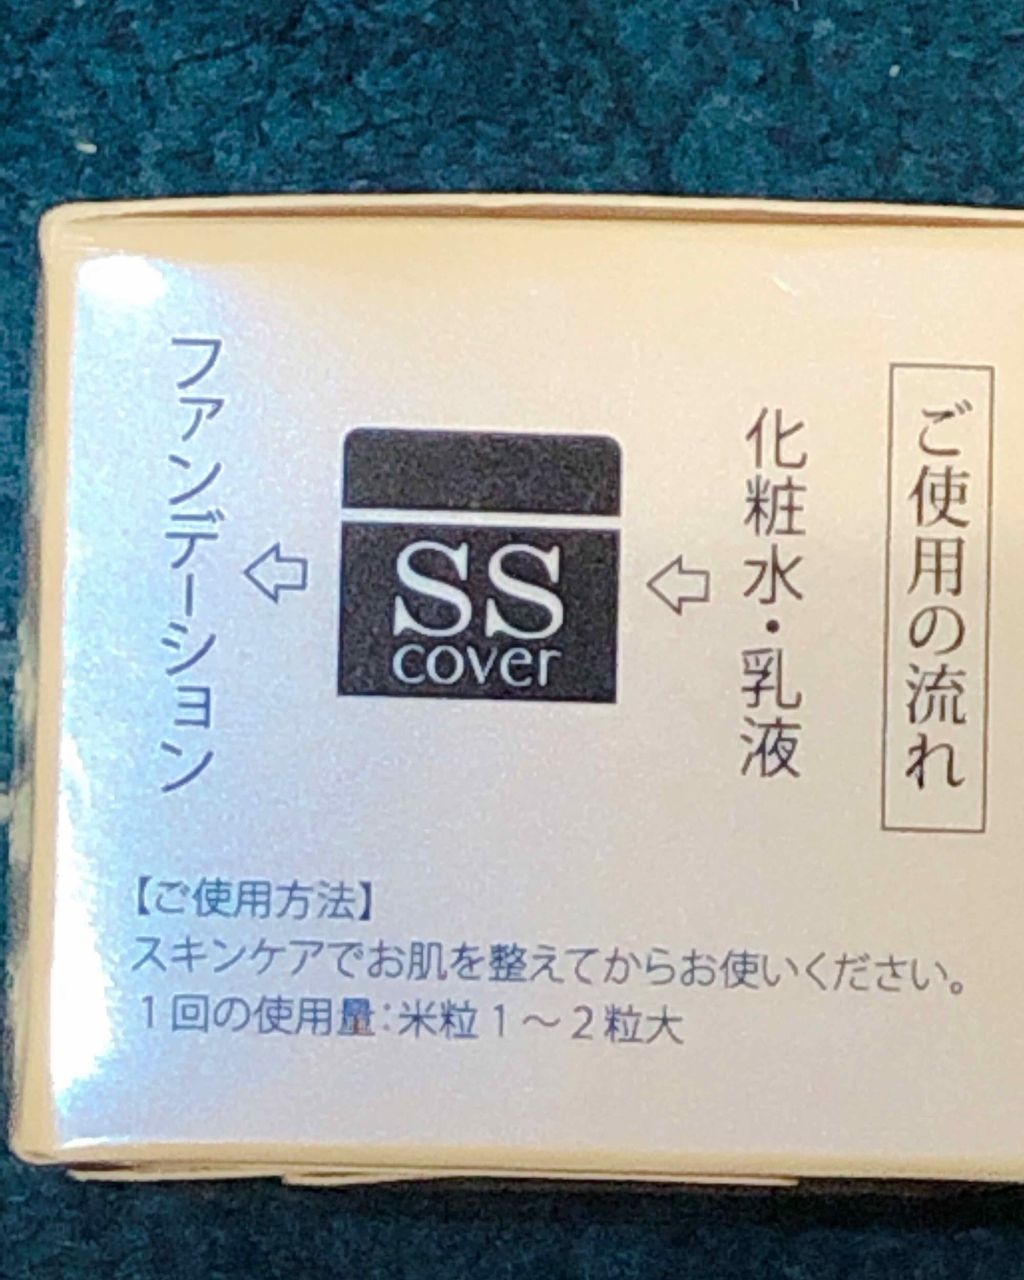 ご使用の流れ
化粧水・乳液
SS
cover
ファンデーション
【ご使用方法】
スキンケアでお肌を整えてからお使いください。
1回の使用量:米粒1～2粒大